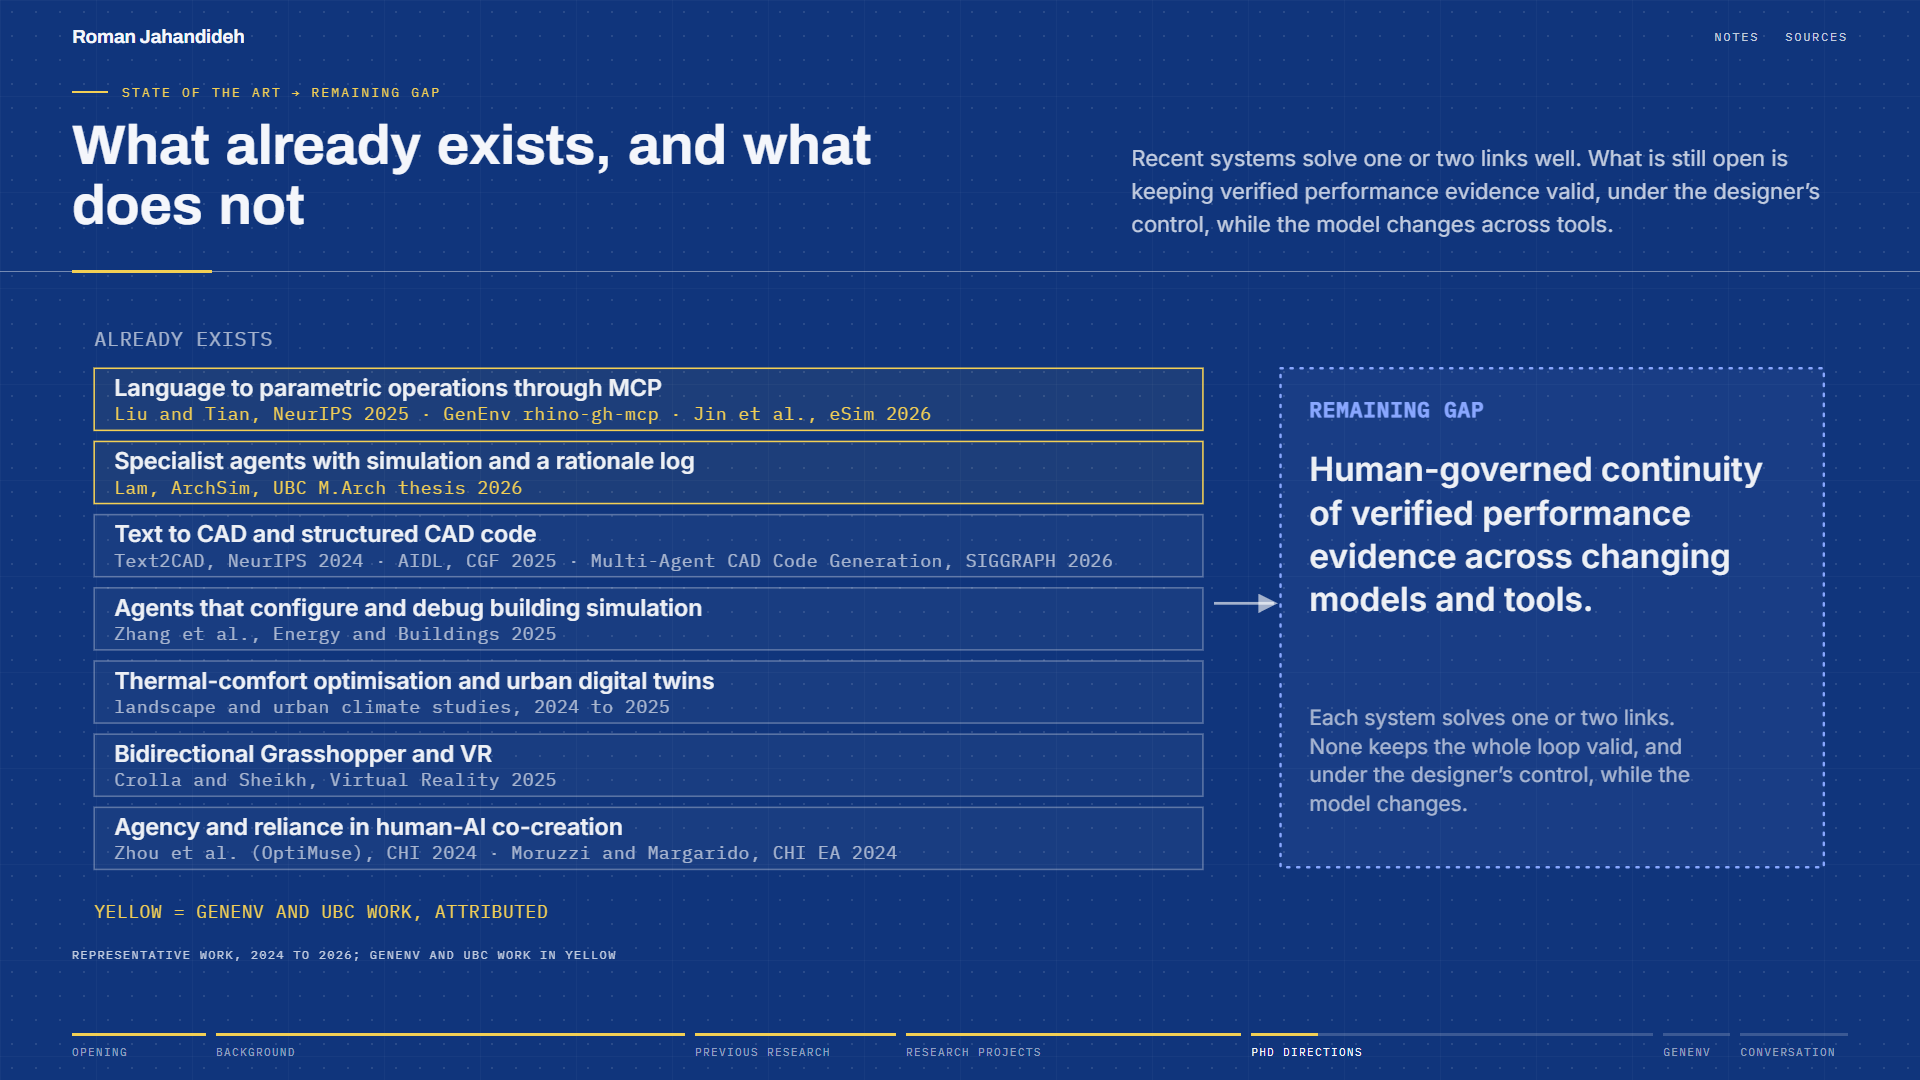 Roman Jahandideh
NOTES SOURCES
STATE OF THE ART → REMAINING GAP
What already exists, and what
does not
Recent systems solve one or two links well. What is still open is
keeping verified performance evidence valid, under the designer’s
control, while the model changes across tools.
ALREADY EXISTS
Language to parametric operations through MCP
Liu and Tian, NeurIPS 2025 · GenEnv rhino-gh-mcp · Jin et al., eSim 2026
Specialist agents with simulation and a rationale log
Lam, ArchSim, UBC M.Arch thesis 2026
Text to CAD and structured CAD code
Text2CAD, NeurIPS 2024 · AIDL, CGF 2025 · Multi-Agent CAD Code Generation, SIGGRAPH 2026
Agents that configure and debug building simulation
Zhang et al., Energy and Buildings 2025
Thermal-comfort optimisation and urban digital twins
landscape and urban climate studies, 2024 to 2025
Bidirectional Grasshopper and VR
Crolla and Sheikh, Virtual Reality 2025
Agency and reliance in human-AI co-creation
Zhou et al. (OptiMuse), CHI 2024 · Moruzzi and Margarido, CHI EA 2024
YELLOW = GENENV AND UBC WORK, ATTRIBUTED
REMAINING GAP
Human-governed continuity
of verified performance
evidence across changing
models and tools.
Each system solves one or two links.
None keeps the whole loop valid, and
under the designer’s control, while the
model changes.
REPRESENTATIVE WORK, 2024 TO 2026; GENENV AND UBC WORK IN YELLOW
OPENING BACKGROUND PREVIOUS RESEARCH RESEARCH PROJECTS PHD DIRECTIONS GENENV CONVERSATION